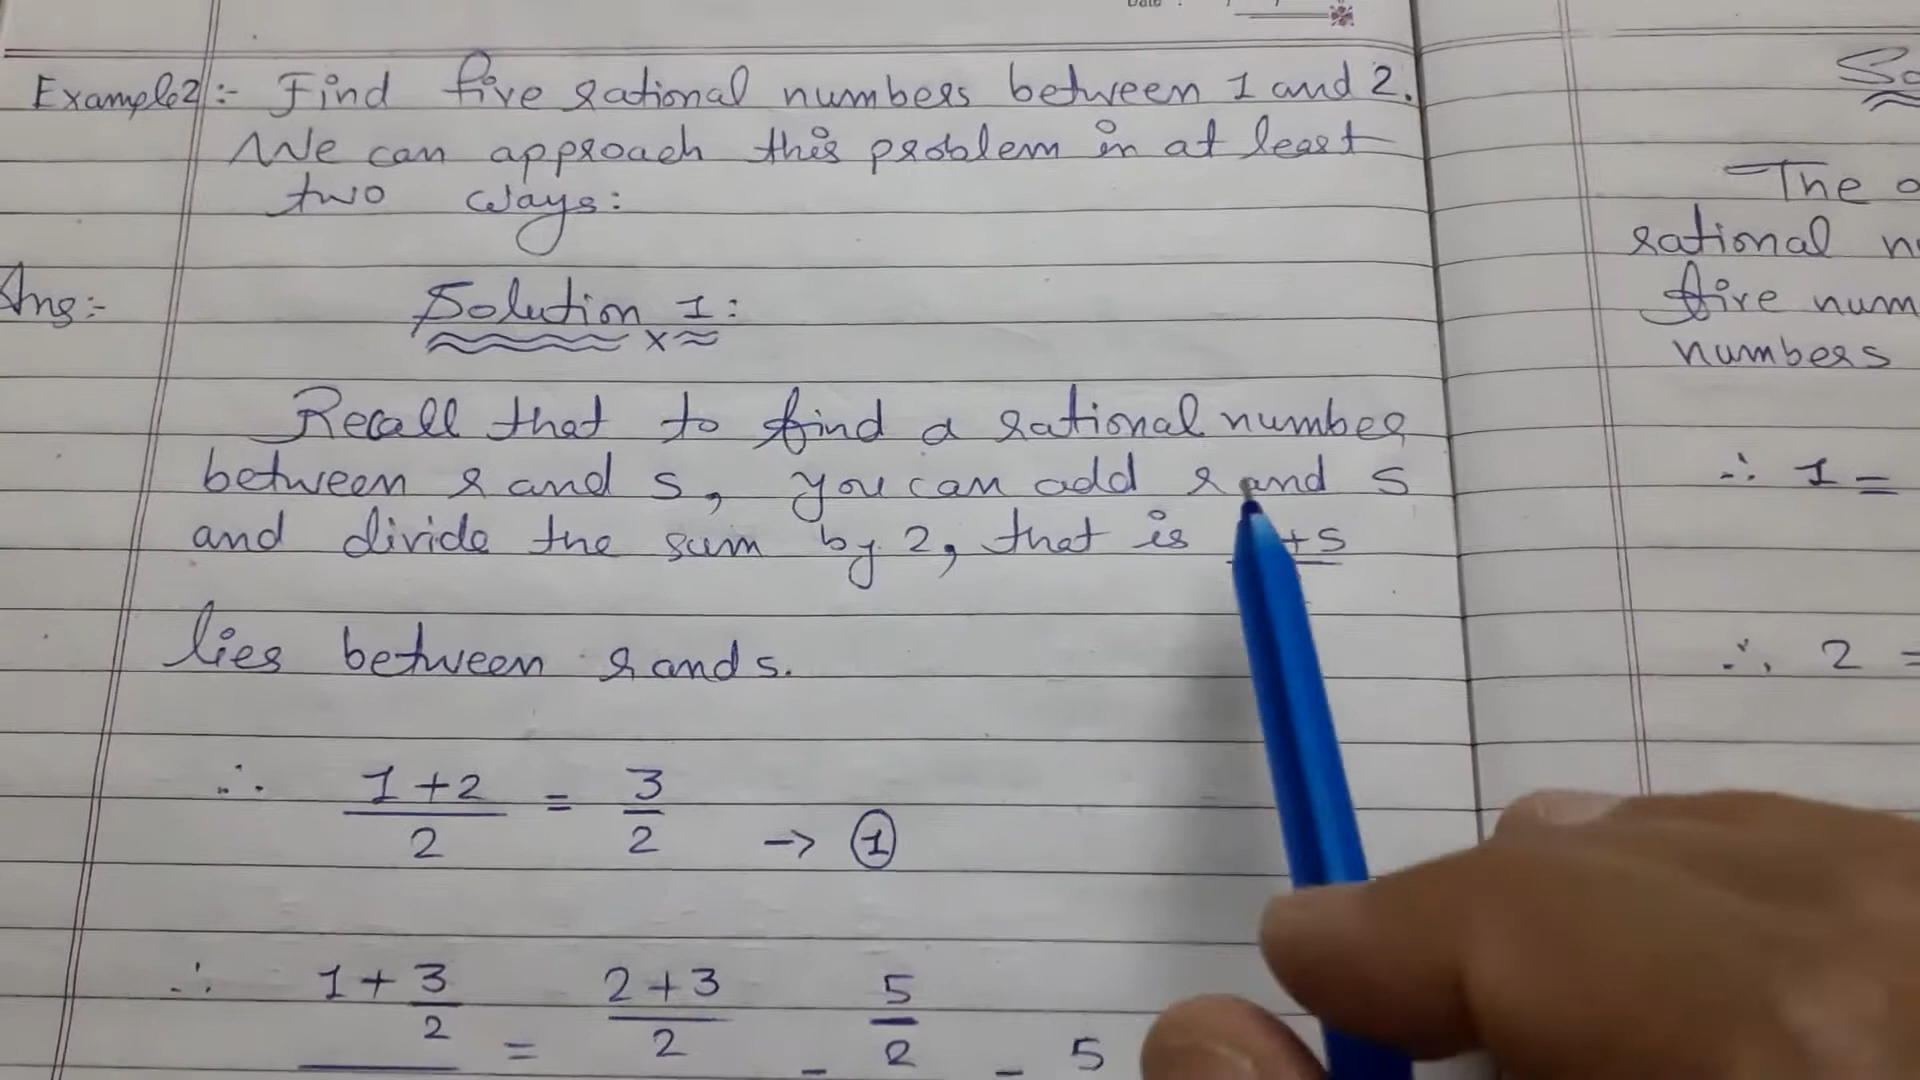 Date :
Example2:- Find five rational numbers between 1 and 2.
We can approach this problem in at least
two ways:
Ans:- Solution 1:
Recall that to find a rational number
between r and s, you can add r and s
and divide the sum by 2, that is +s
lies between r and s.
∴ 1+2 / 2 = 3/2 → ①
∴ 1+3/2 = 2+3 / 2 = 5/2 = 5
The
rational
five num
numbers
∴ 1 =
∴ 2 =